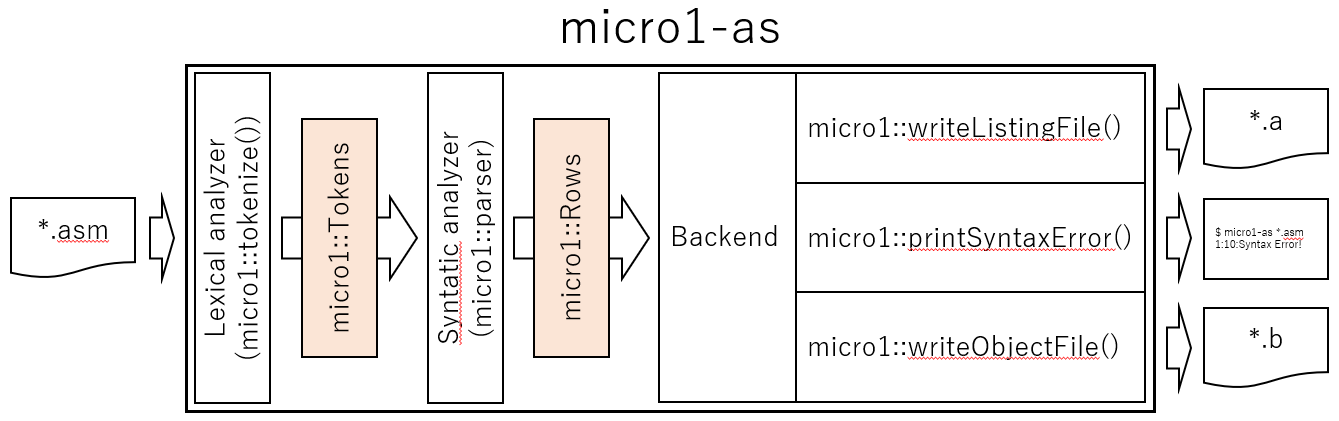 micro1-as
*.asm
Lexical analyzer
(micro1::tokenize())
micro1::Tokens
Syntatic analyzer
(micro1::parser)
micro1::Rows
Backend
micro1::writeListingFile()
micro1::printSyntaxError()
micro1::writeObjectFile()
*.a
$ micro1-as *.asm
1:10:Syntax Error!
*.b